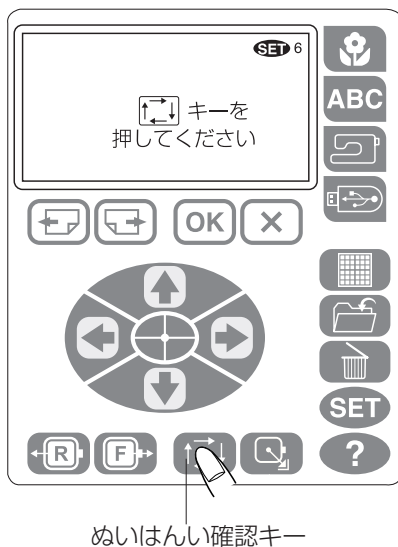 SET 6
キーを
押してください
ABC
OK ×
SET
R F ?
ぬいはんい確認キー